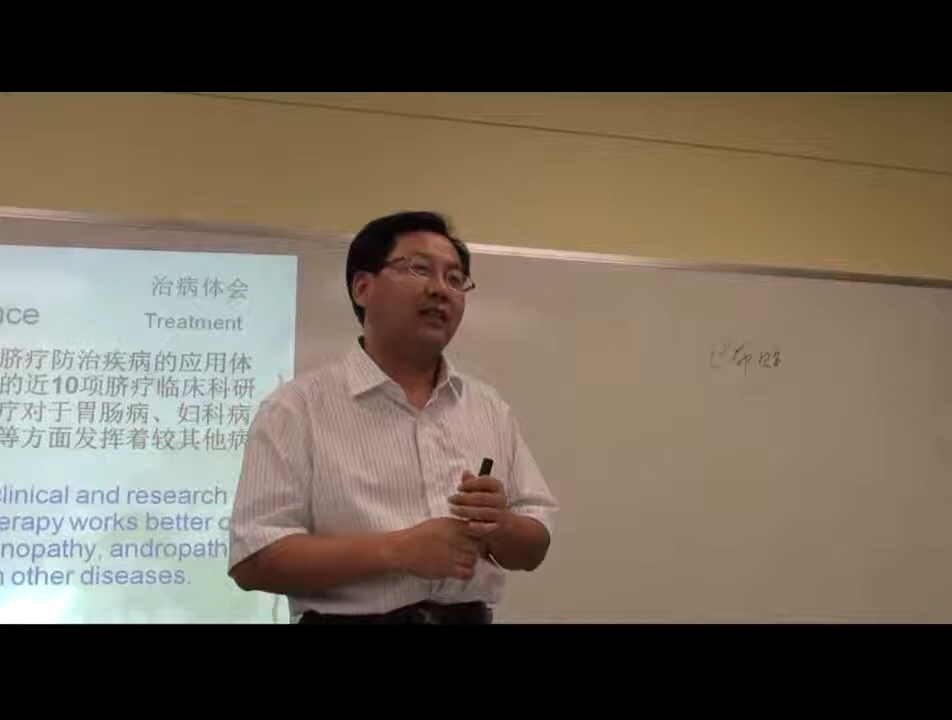 治病体会
nce
Treatment
脐疗防治疾病的应用体
的近10项脐疗临床科研
疗对于胃肠病、妇科病
等方面发挥着较其他病
clinical and research
erapy works better o
nopathy, andropath
n other diseases.